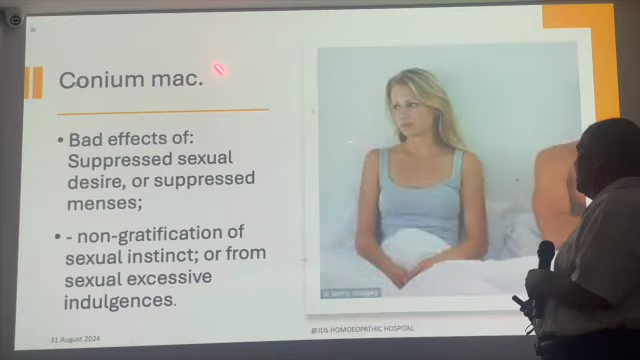 Conium mac.
• Bad effects of:
Suppressed sexual
desire, or suppressed
menses;
• - non-gratification of
sexual instinct; or from
sexual excessive
indulgences.
31 August 2024
@IDS HOMOEOPATHIC HOSPITAL